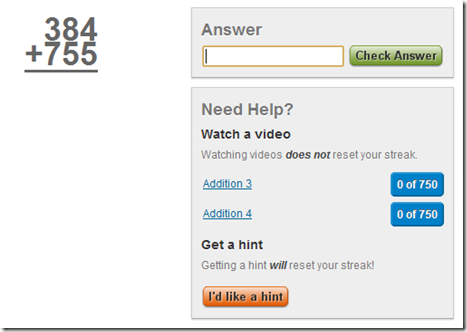 384
+755
Answer
Check Answer
Need Help?
Watch a video
Watching videos does not reset your streak.
Addition 3
0 of 750
Addition 4
0 of 750
Get a hint
Getting a hint will reset your streak!
I'd like a hint